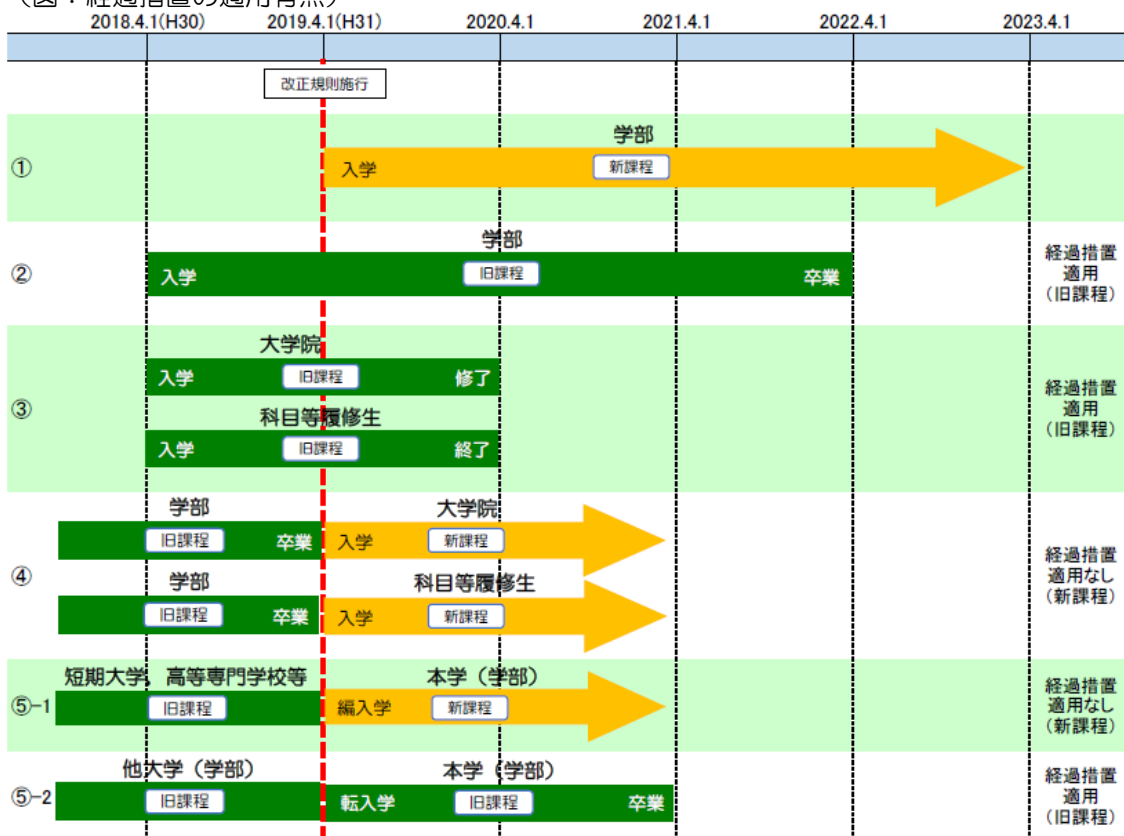 （図：経過措置の適用有無）
2018.4.1(H30) 2019.4.1(H31) 2020.4.1 2021.4.1 2022.4.1 2023.4.1
改正規則施行
学部
① 入学 新課程
学部
② 入学 旧課程 卒業
経過措置
適用
（旧課程）
大学院
入学 旧課程 修了
③
科目等履修生
入学 旧課程 終了
経過措置
適用
（旧課程）
学部 大学院
旧課程 卒業 入学 新課程
④
学部 科目等履修生
旧課程 卒業 入学 新課程
経過措置
適用なし
（新課程）
短期大学、高等専門学校等 本学（学部）
⑤-1 旧課程 編入学 新課程
経過措置
適用なし
（新課程）
他大学（学部） 本学（学部）
⑤-2 旧課程 転入学 旧課程 卒業
経過措置
適用
（旧課程）